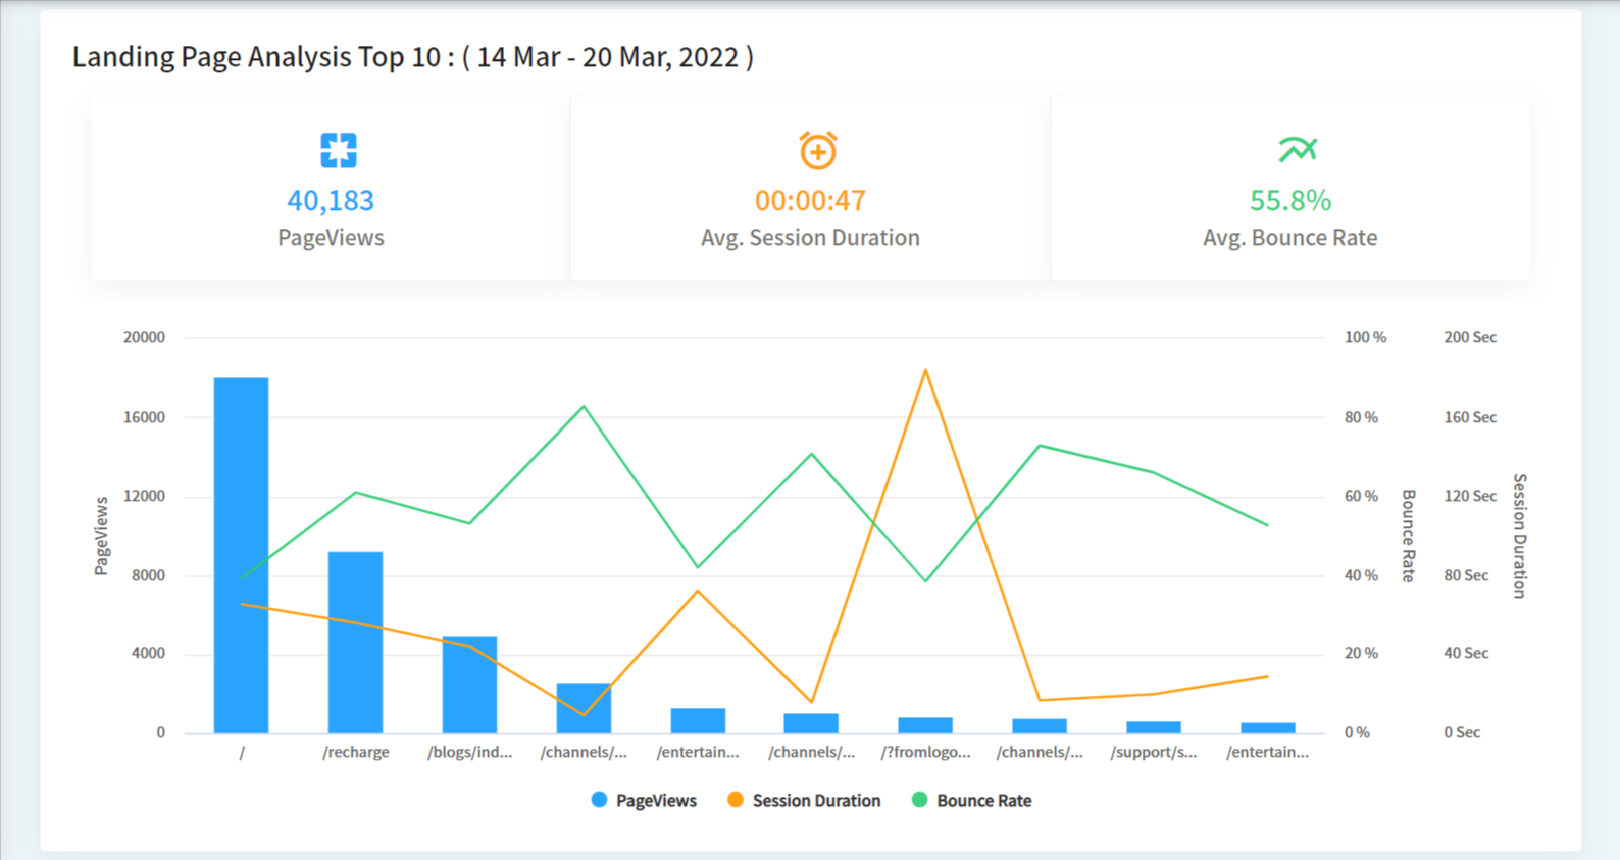 Landing Page Analysis Top 10 : ( 14 Mar - 20 Mar, 2022 )
40,183
PageViews
00:00:47
Avg. Session Duration
55.8%
Avg. Bounce Rate
20000
16000
12000
8000
4000
0
PageViews
100 %
80 %
60 %
40 %
20 %
0 %
Bounce Rate
200 Sec
160 Sec
120 Sec
80 Sec
40 Sec
0 Sec
Session Duration
/
/recharge
/blogs/ind...
/channels/...
/entertain...
/channels/...
/?fromlogo...
/channels/...
/support/s...
/entertain...
PageViews
Session Duration
Bounce Rate